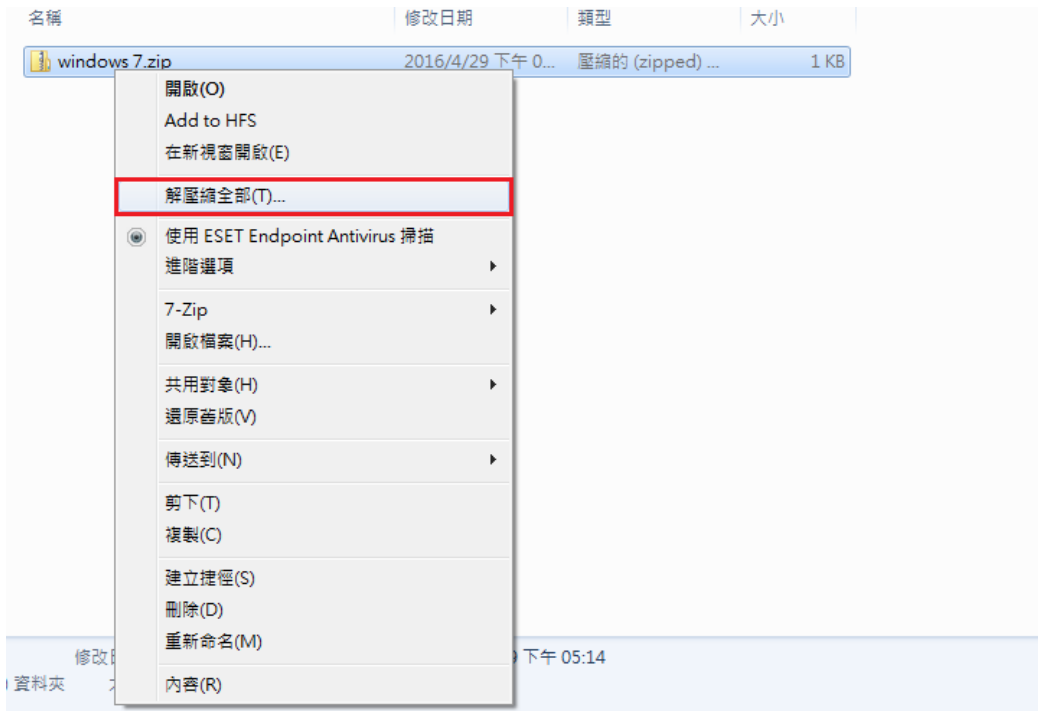 名稱 修改日期 類型 大小
windows 7.zip 2016/4/29 下午 0... 壓縮的 (zipped) ... 1 KB
開啟(O)
Add to HFS
在新視窗開啟(E)
解壓縮全部(T)...
使用 ESET Endpoint Antivirus 掃描
進階選項
7-Zip
開啟檔案(H)...
共用對象(H)
還原舊版(V)
傳送到(N)
剪下(T)
複製(C)
建立捷徑(S)
刪除(D)
重新命名(M)
內容(R)
修改 下午 05:14
資料夾